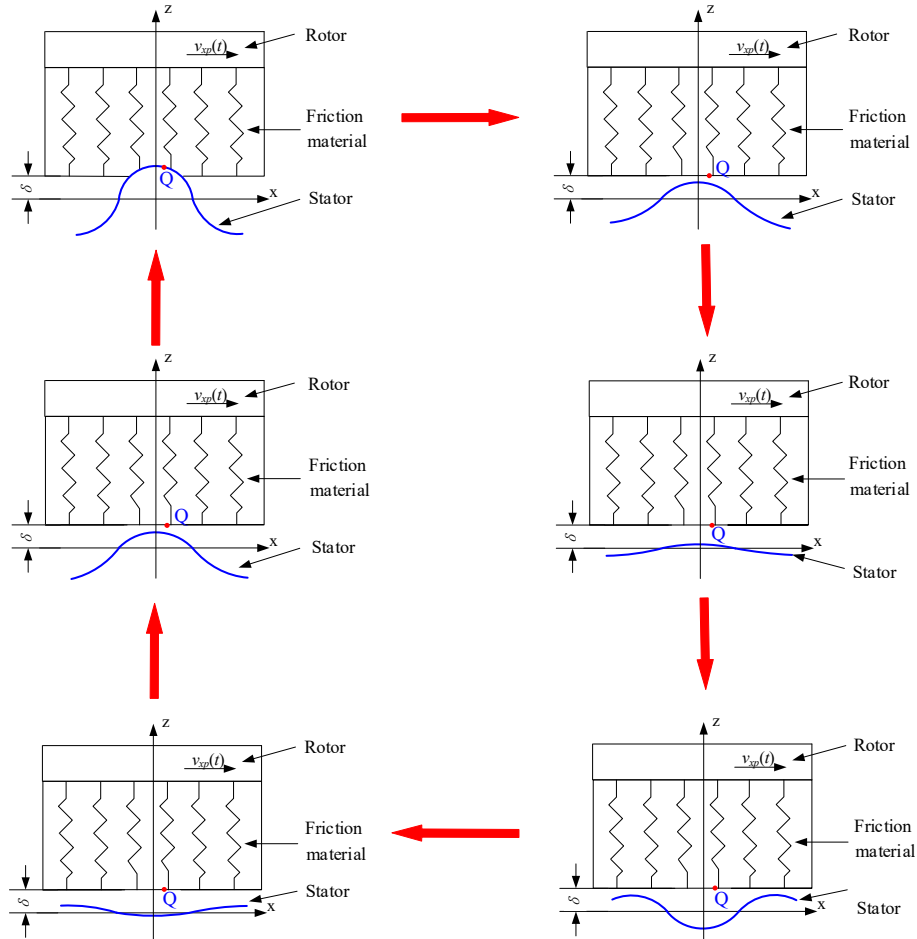 z
Rotor
v_xp(t)
Friction
material
Q
δ
x
Stator
z
Rotor
v_xp(t)
Friction
material
Q
δ
x
Stator
z
Rotor
v_xp(t)
Friction
material
Q
δ
x
Stator
z
Rotor
v_xp(t)
Friction
material
Q
δ
x
Stator
z
Rotor
v_xp(t)
Friction
material
Stator
Q
δ
x
z
Rotor
v_xp(t)
Friction
material
Stator
Q
δ
x